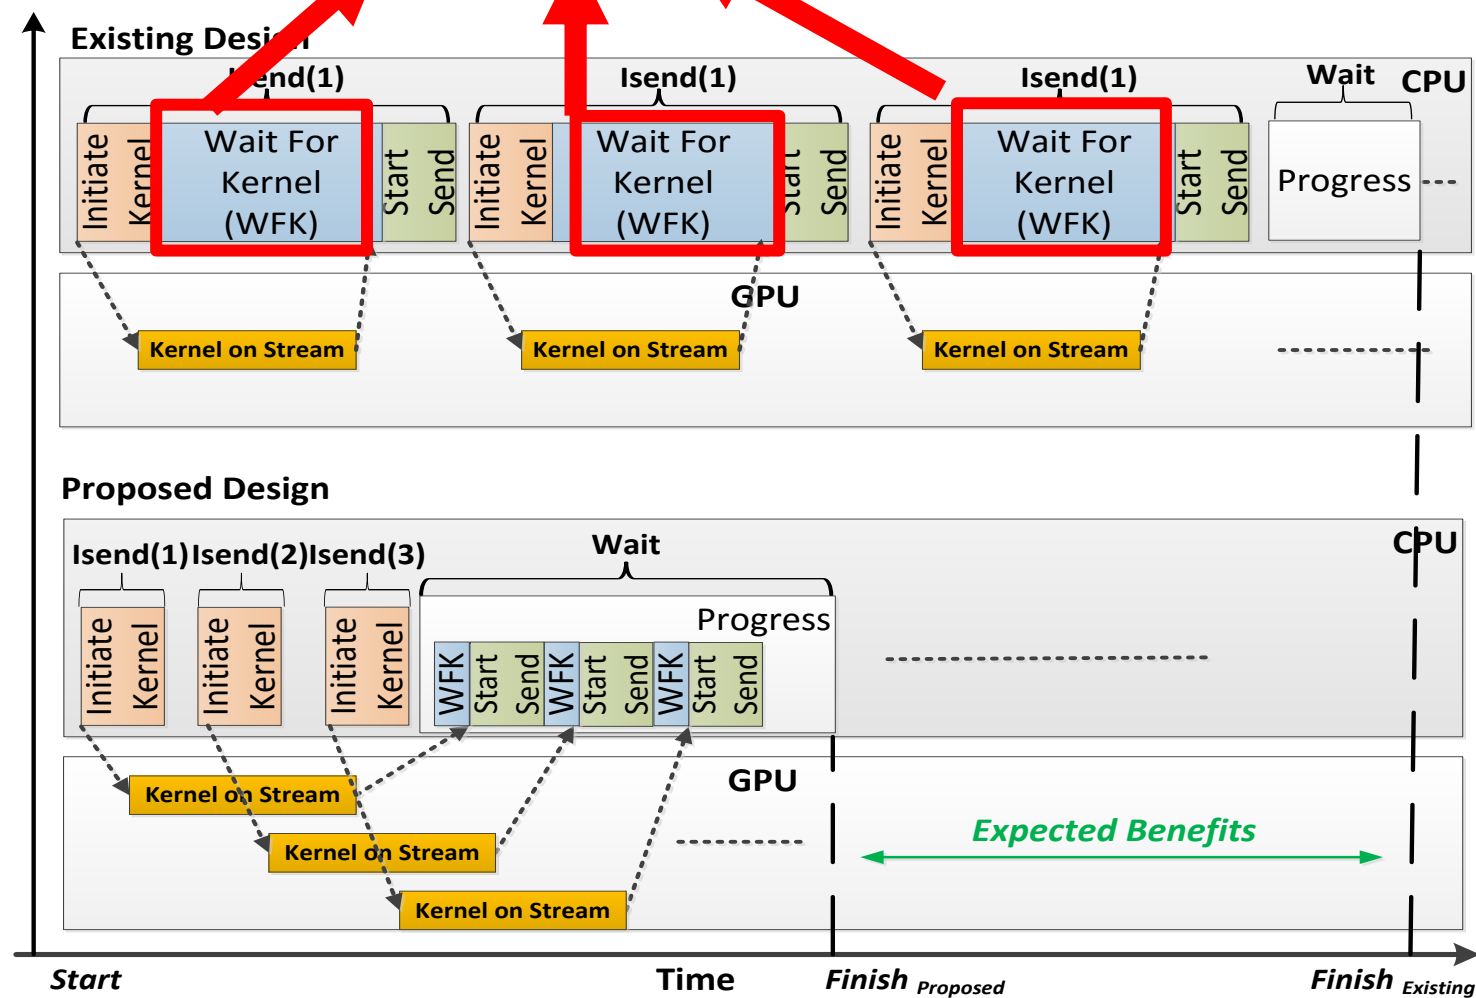 Existing Design
Isend(1)
Isend(1)
Isend(1)
Wait
CPU
Initiate
Kernel
Wait For
Kernel
(WFK)
Start
Send
Initiate
Kernel
Wait For
Kernel
(WFK)
Start
Send
Initiate
Kernel
Wait For
Kernel
(WFK)
Start
Send
Progress
GPU
Kernel on Stream
Kernel on Stream
Kernel on Stream
Proposed Design
Isend(1)
Isend(2)
Isend(3)
Wait
CPU
Initiate
Kernel
Initiate
Kernel
Initiate
Kernel
Progress
WFK
Start
Send
WFK
Start
Send
WFK
Start
Send
GPU
Kernel on Stream
Kernel on Stream
Kernel on Stream
Expected Benefits
Start
Time
Finish Proposed
Finish Existing